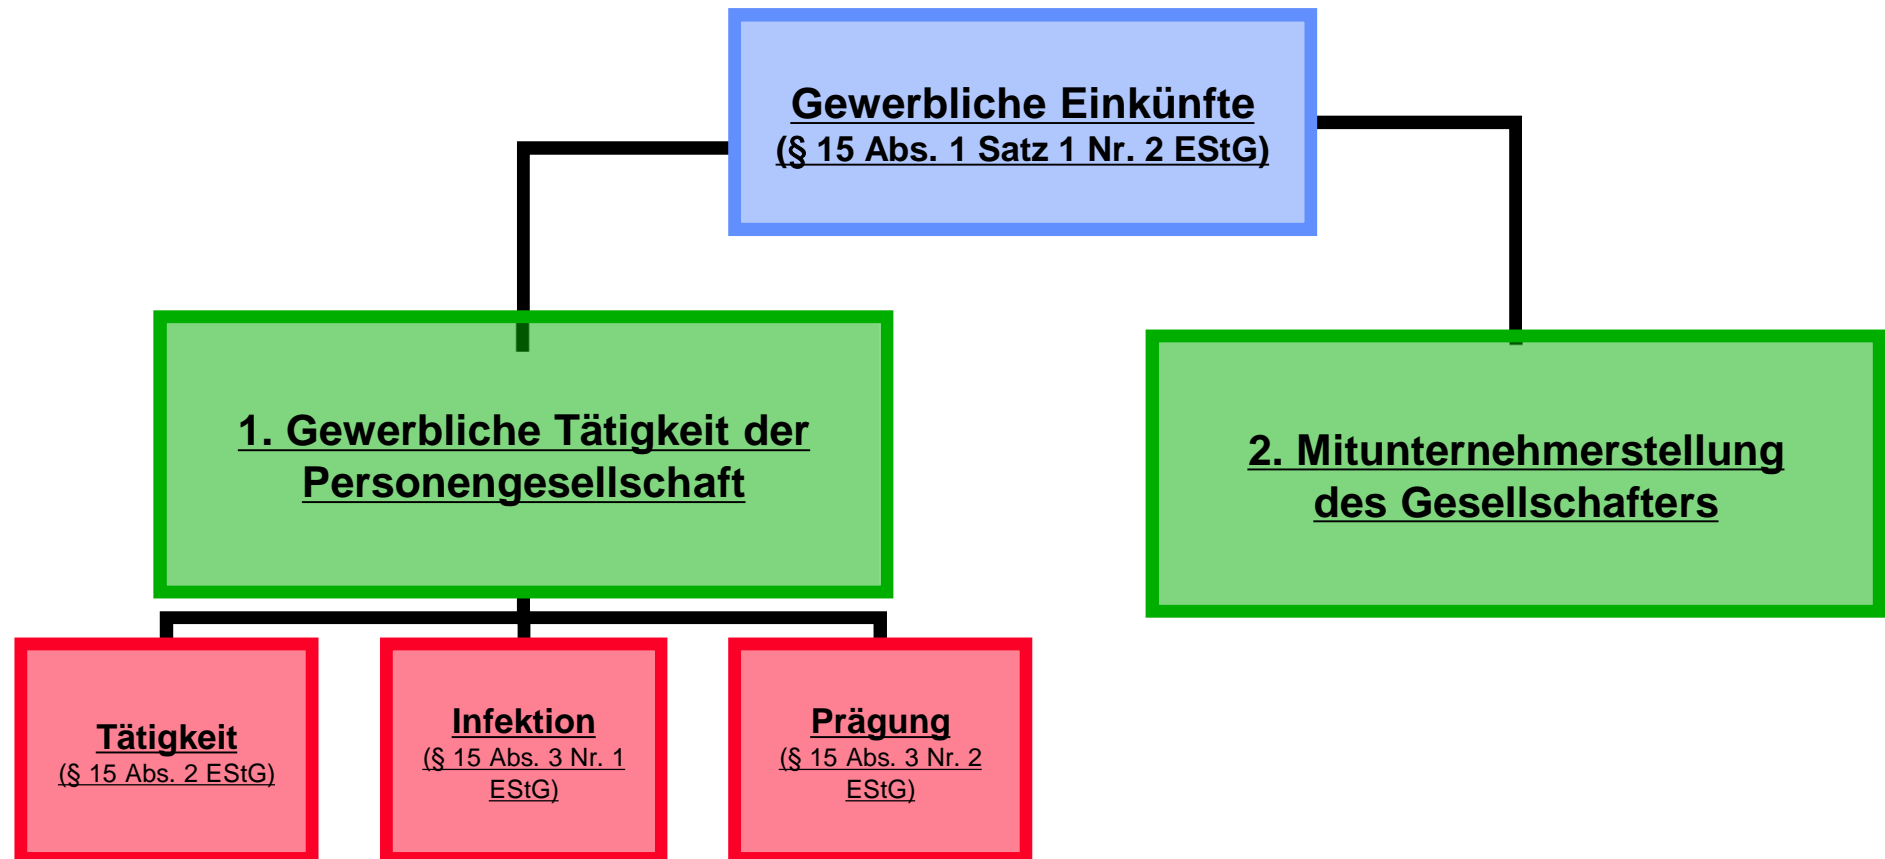 Gewerbliche Einkünfte
(§ 15 Abs. 1 Satz 1 Nr. 2 EStG)
1. Gewerbliche Tätigkeit der
Personengesellschaft
2. Mitunternehmerstellung
des Gesellschafters
Tätigkeit
(§ 15 Abs. 2 EStG)
Infektion
(§ 15 Abs. 3 Nr. 1
EStG)
Prägung
(§ 15 Abs. 3 Nr. 2
EStG)